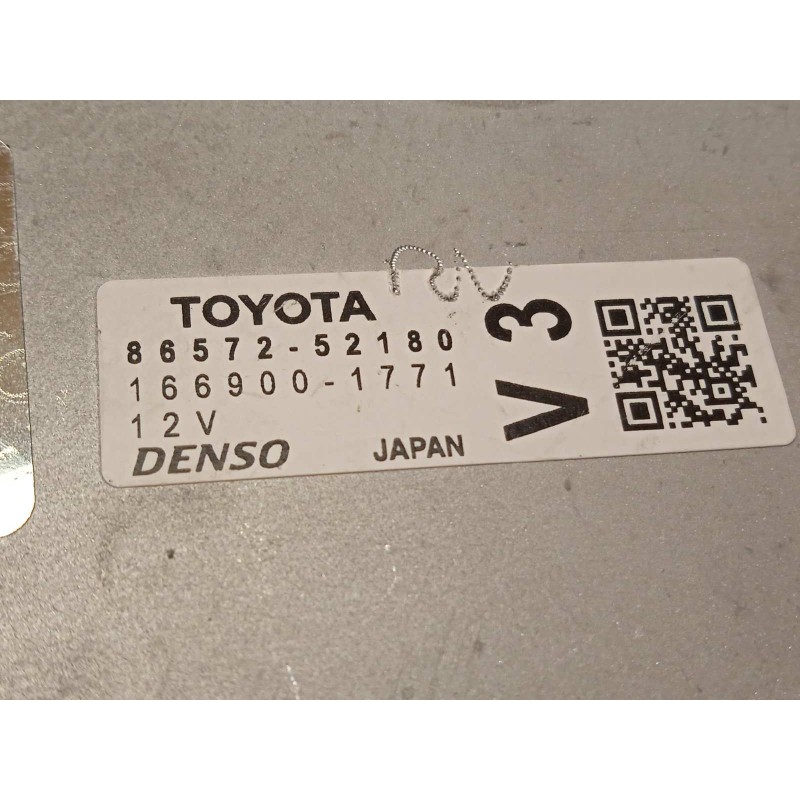 TOYOTA
86572-52180
166900-1771
12V
DENSO JAPAN
V3